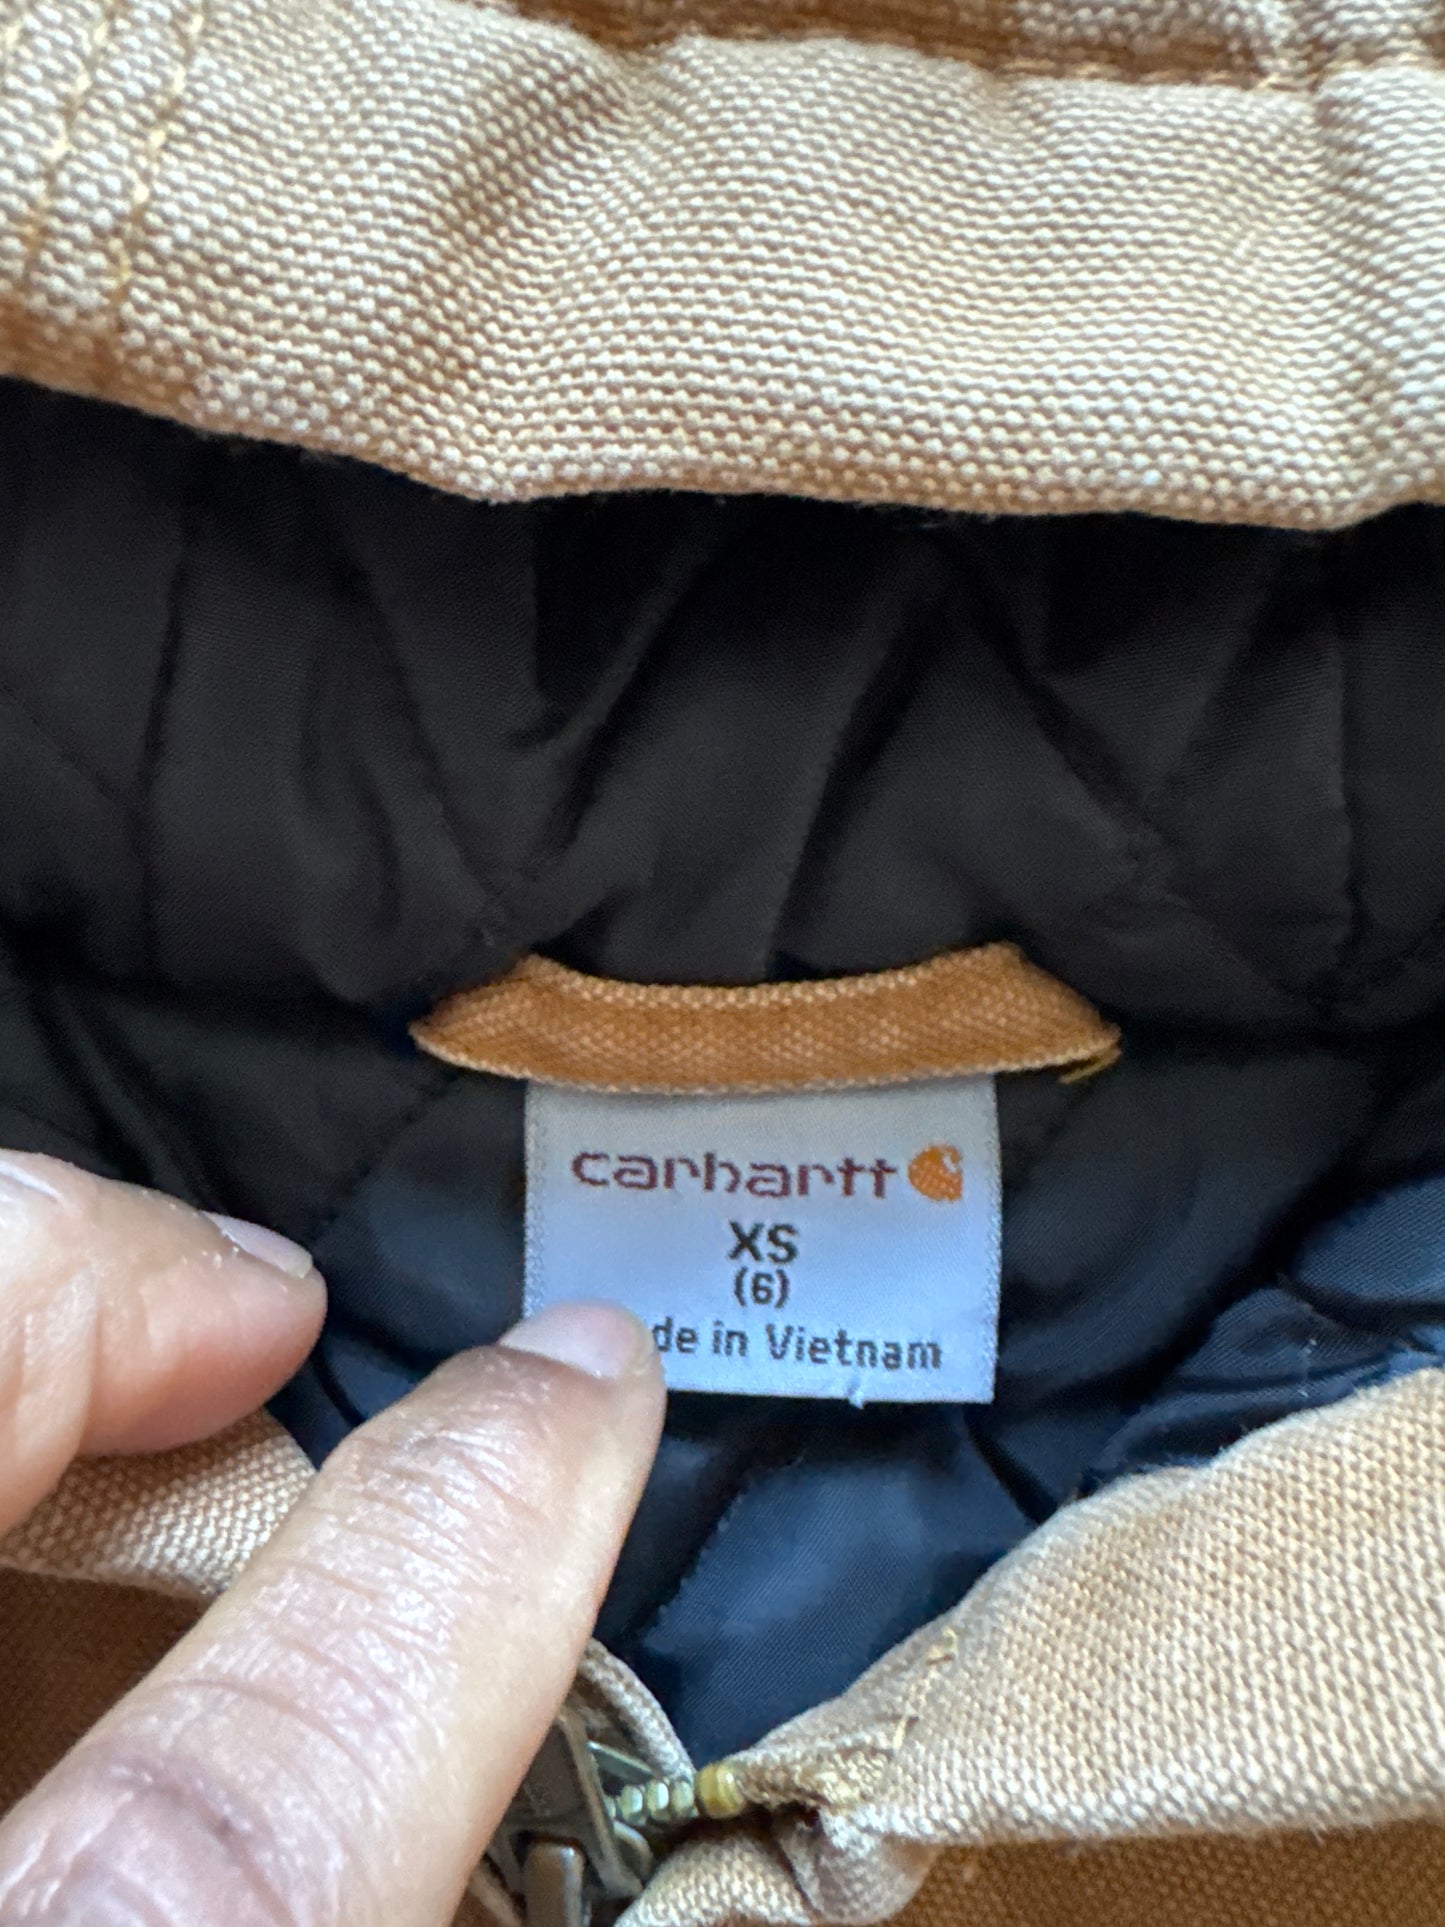 carhartt
XS
(6)
de in Vietnam